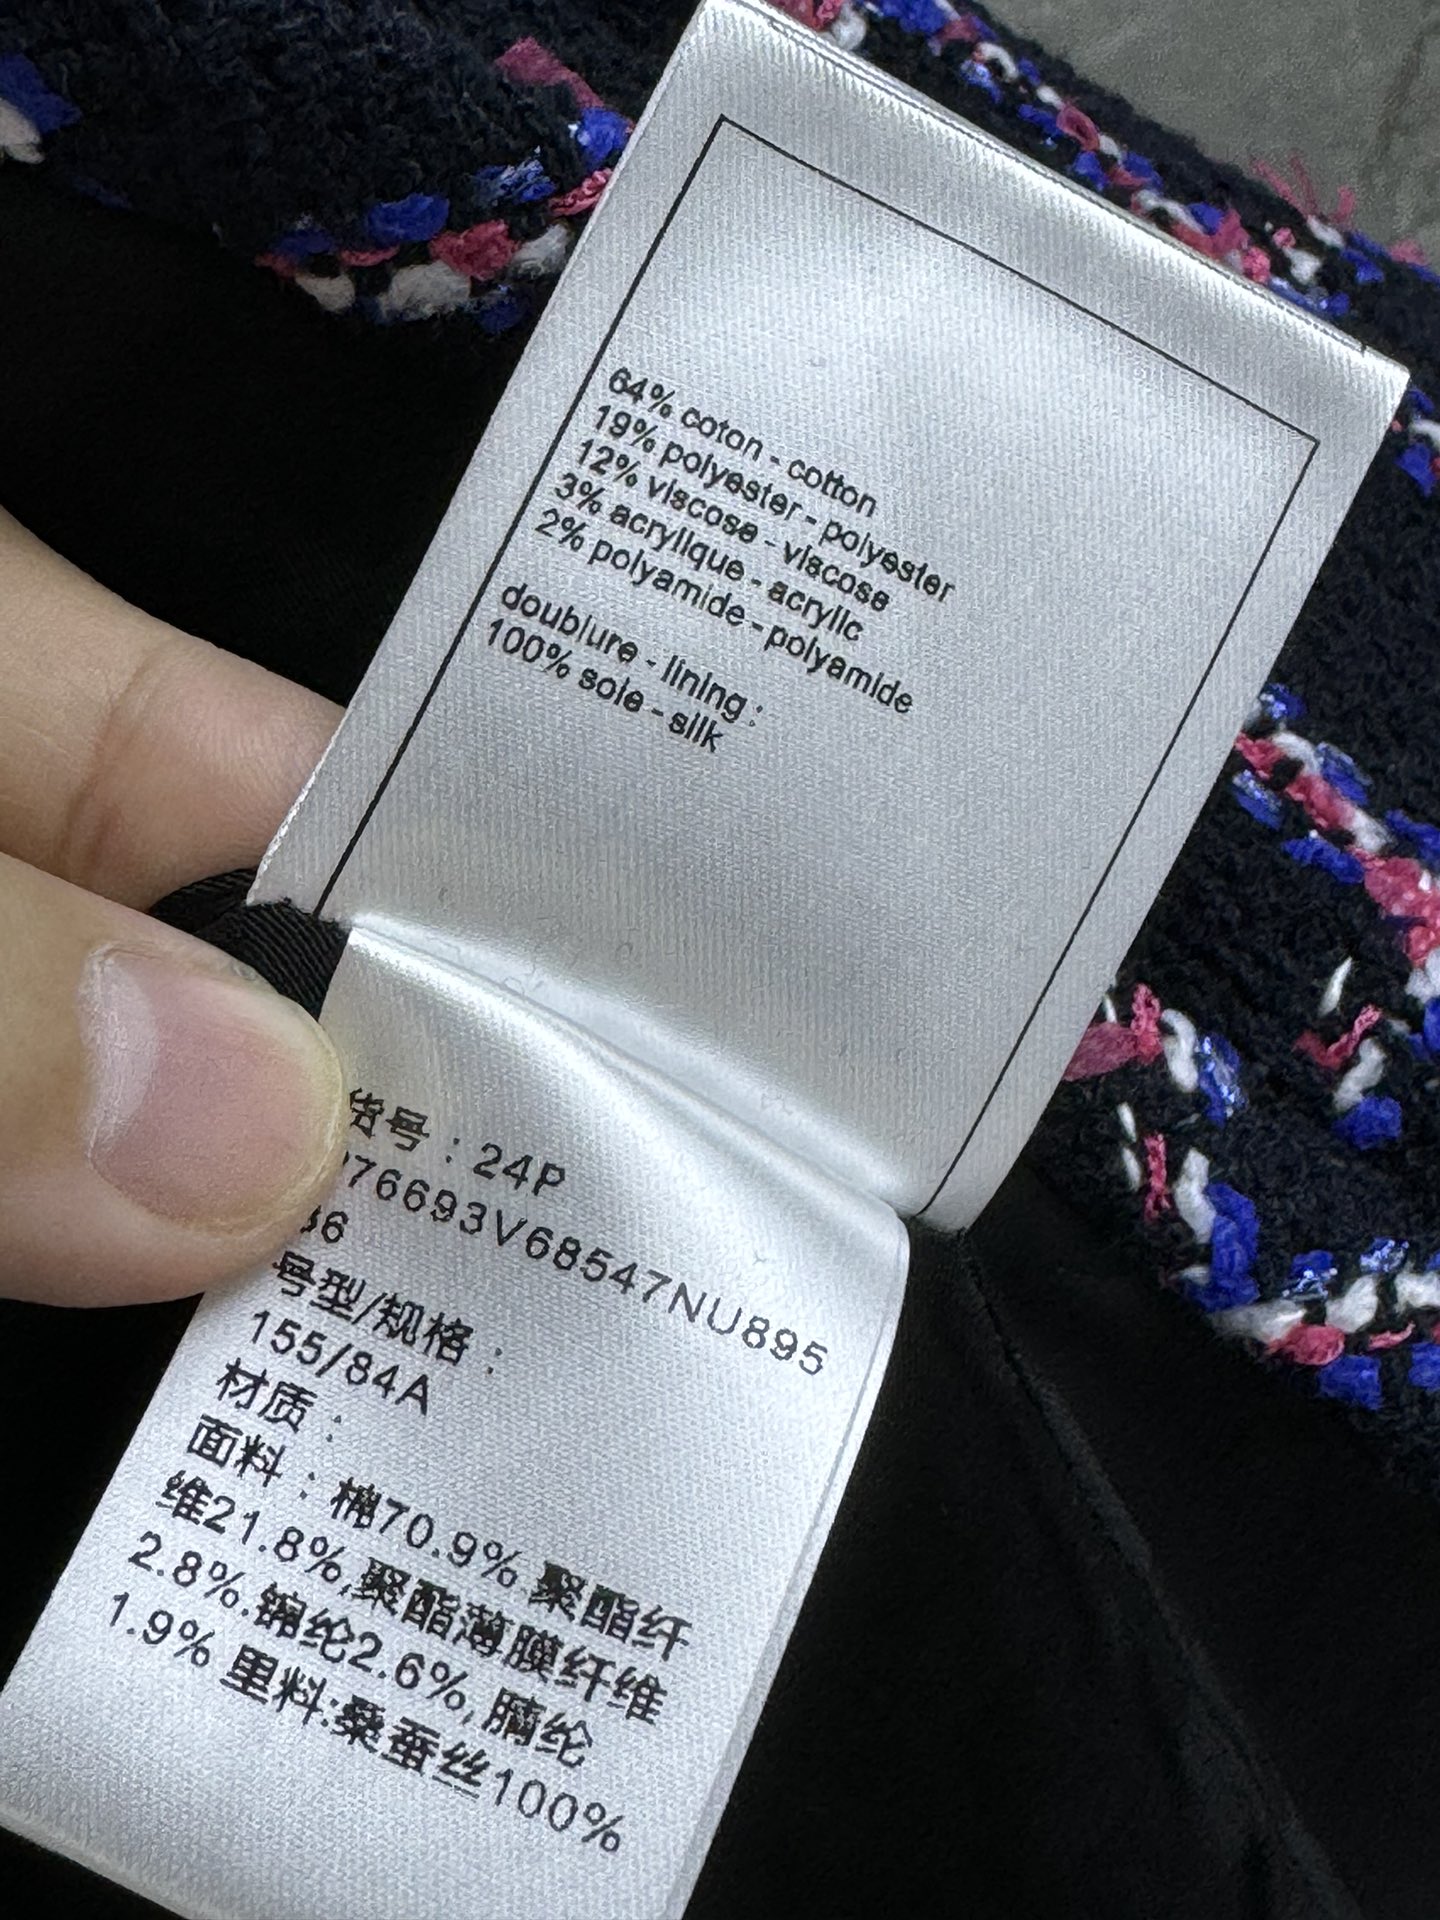 64% coton - cotton
19% polyester - polyester
12% viscose - viscose
3% acrylique - acrylic
2% polyamide - polyamide
doublure - lining :
100% soie - silk
货号：24P
76693V68547NU895
36
号型/规格：
155/84A
材质：
面料：棉70.9%.聚酯纤
维21.8%,聚酯薄膜纤维
2.8%.锦纶2.6%,腈纶
1.9% 里料:桑蚕丝100%